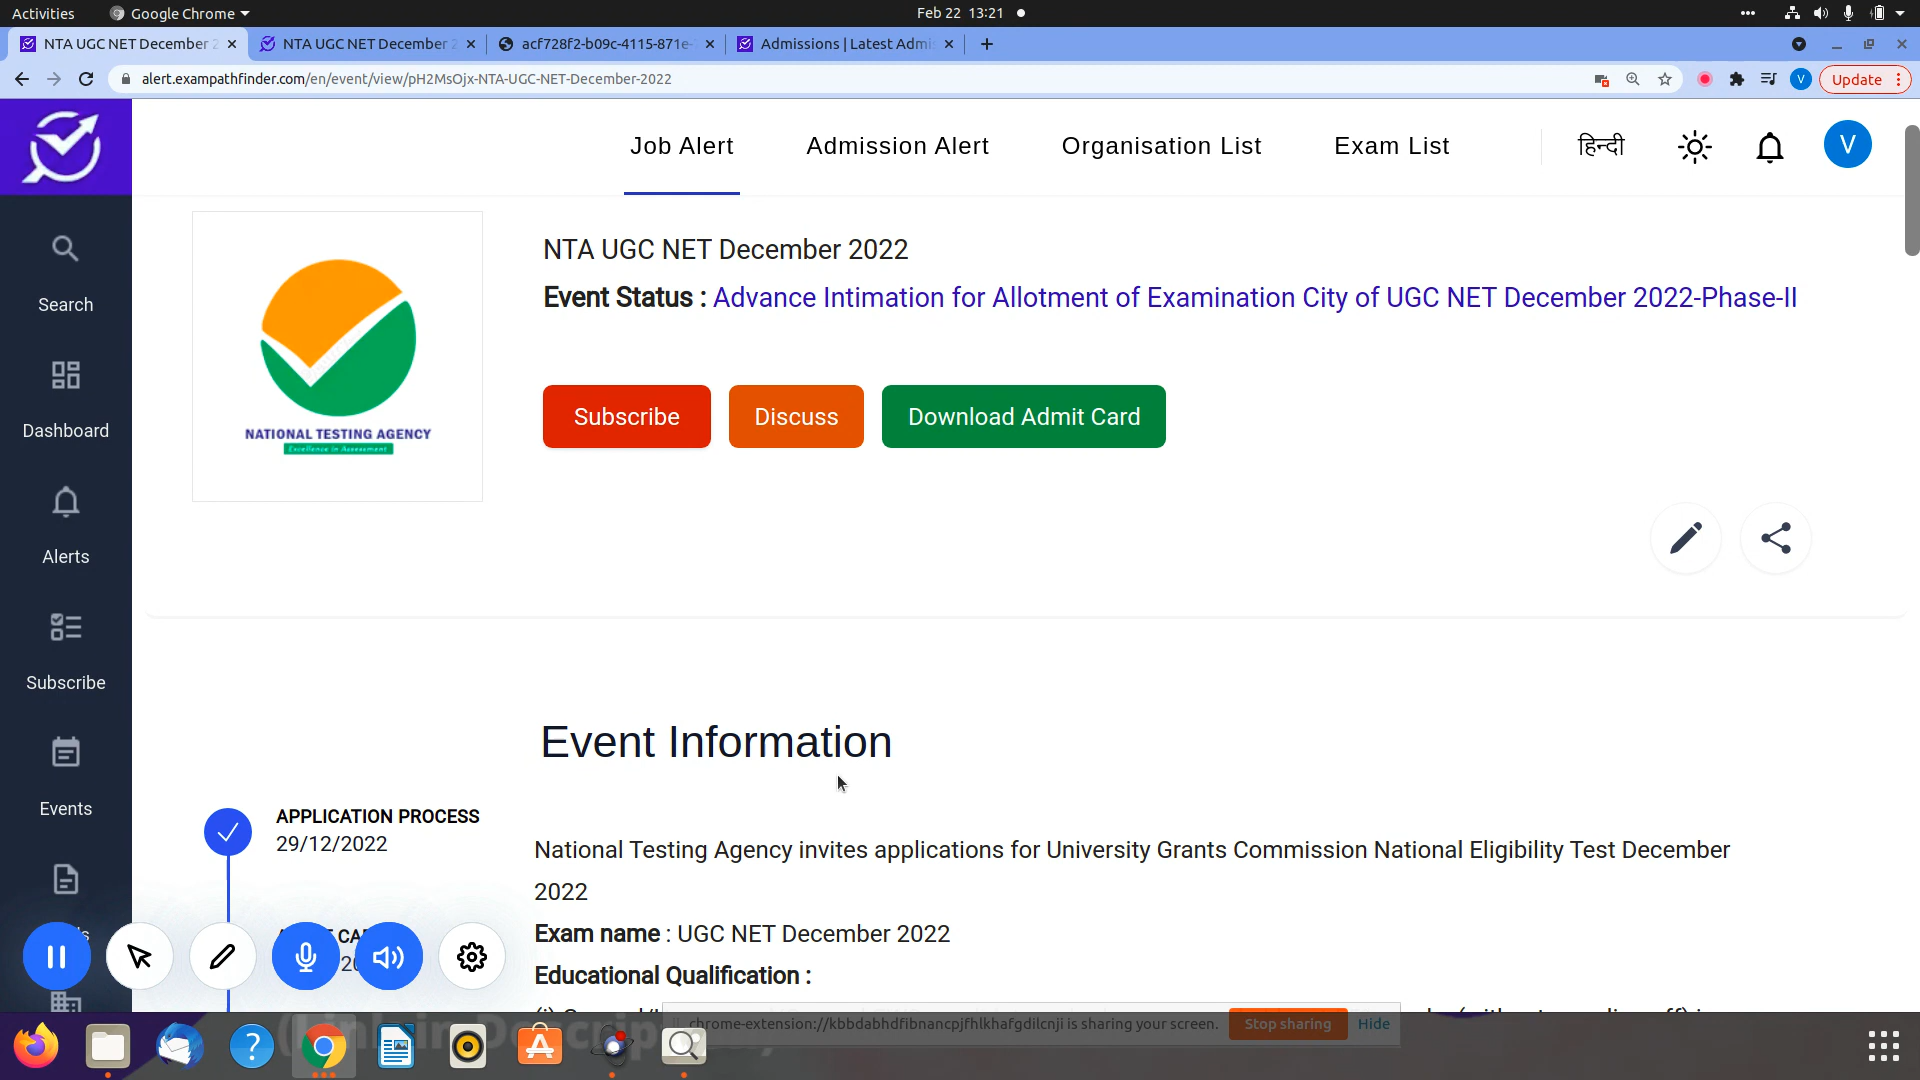 Activities
Google Chrome
Feb 22 13:21
NTA UGC NET December 2
NTA UGC NET December 2
acf728f2-b09c-4115-871e-
Admissions | Latest Admi
alert.exampathfinder.com/en/event/view/pH2MsOjx-NTA-UGC-NET-December-2022
V
Update
Job Alert
Admission Alert
Organisation List
Exam List
हिन्दी
V
Search
Dashboard
Alerts
Subscribe
Events
NATIONAL TESTING AGENCY
Excellence in Assessment
NTA UGC NET December 2022
Event Status : Advance Intimation for Allotment of Examination City of UGC NET December 2022-Phase-II
Subscribe
Discuss
Download Admit Card
Event Information
APPLICATION PROCESS
29/12/2022
National Testing Agency invites applications for University Grants Commission National Eligibility Test December
2022
Exam name : UGC NET December 2022
Educational Qualification :
chrome-extension://kbbdabhdfibnancpjfhlkhafgdilcnji is sharing your screen.
Stop sharing
Hide